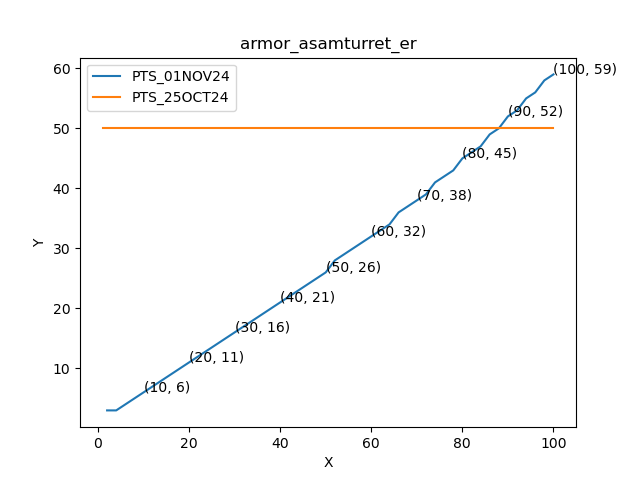 armor_asamturret_er
PTS_01NOV24
PTS_25OCT24
(100, 59)
(90, 52)
(80, 45)
(70, 38)
(60, 32)
(50, 26)
(40, 21)
(30, 16)
(20, 11)
(10, 6)
60
50
40
30
20
10
Y
0 20 40 60 80 100
X